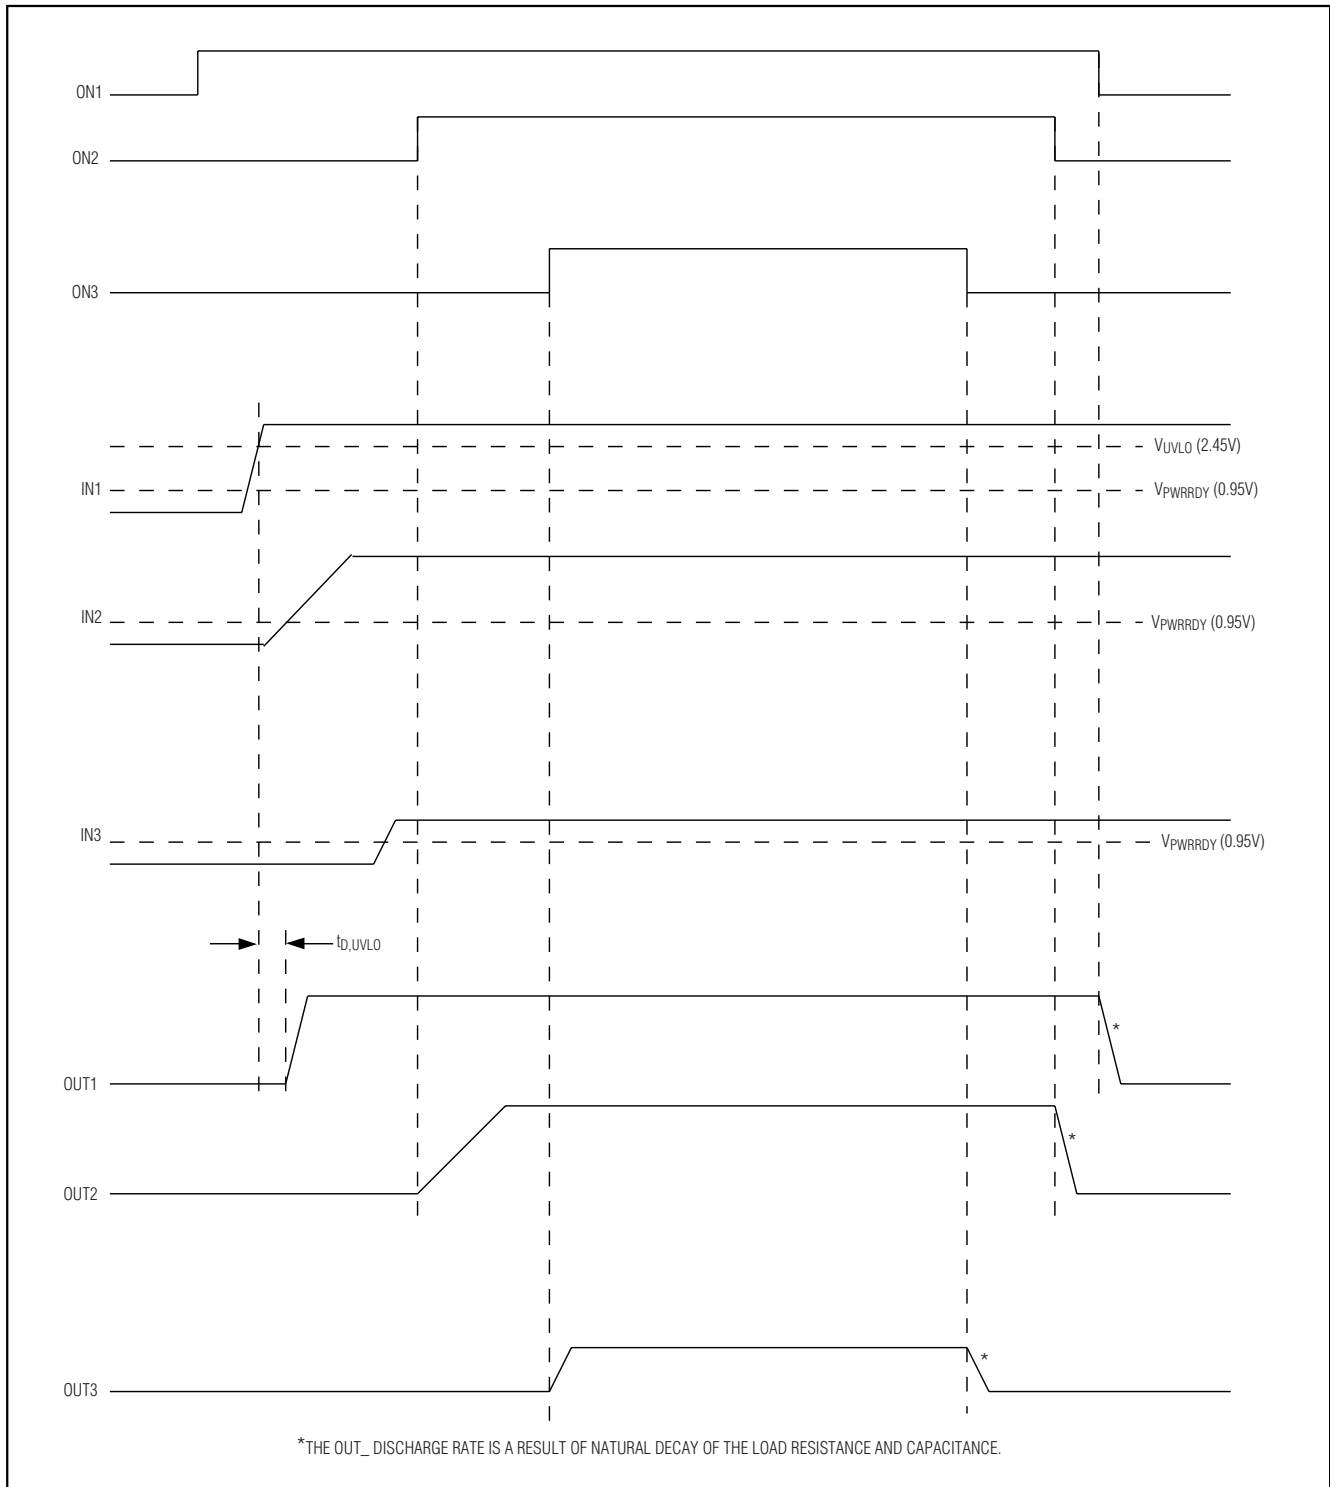 ON1
ON2
ON3
VUVLO (2.45V)
IN1
VPWRRDY (0.95V)
IN2
VPWRRDY (0.95V)
IN3
VPWRRDY (0.95V)
tD,UVLO
*
OUT1
*
OUT2
*
OUT3
*THE OUT_ DISCHARGE RATE IS A RESULT OF NATURAL DECAY OF THE LOAD RESISTANCE AND CAPACITANCE.